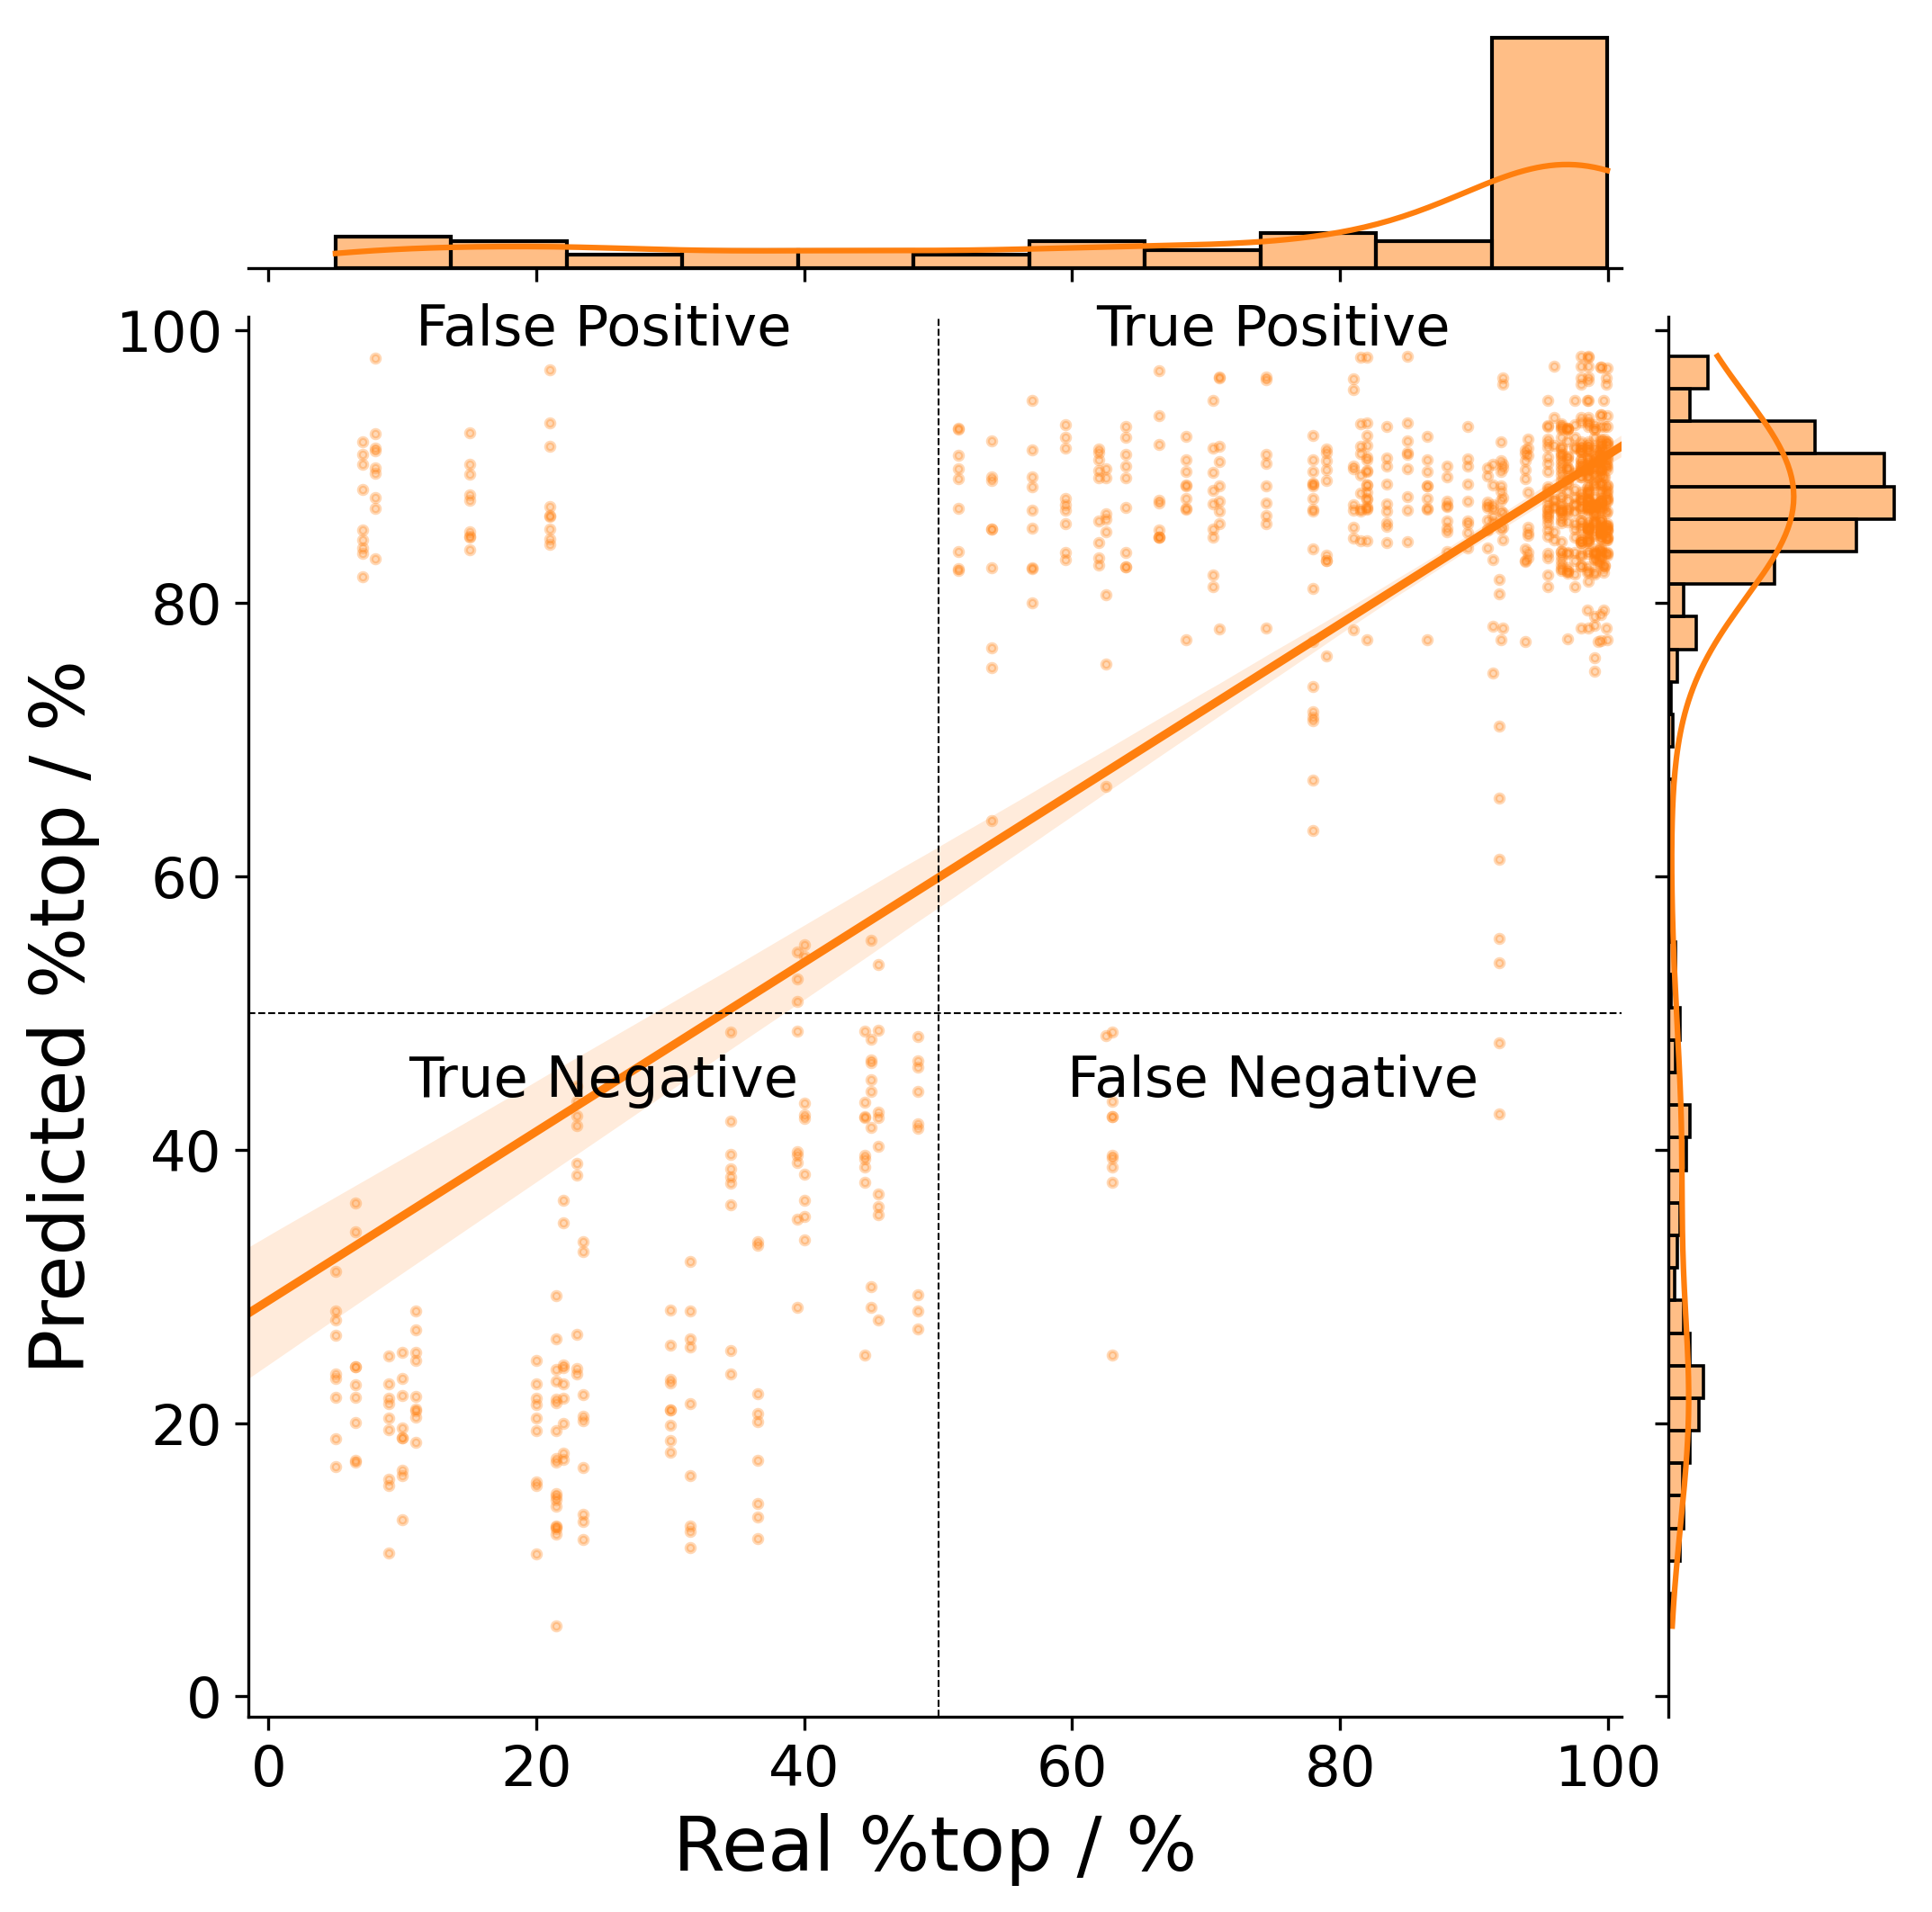 False Positive
True Positive
100
80
60
40
20
0
True Negative
False Negative
Predicted %top / %
0
20
40
60
80
100
Real %top / %